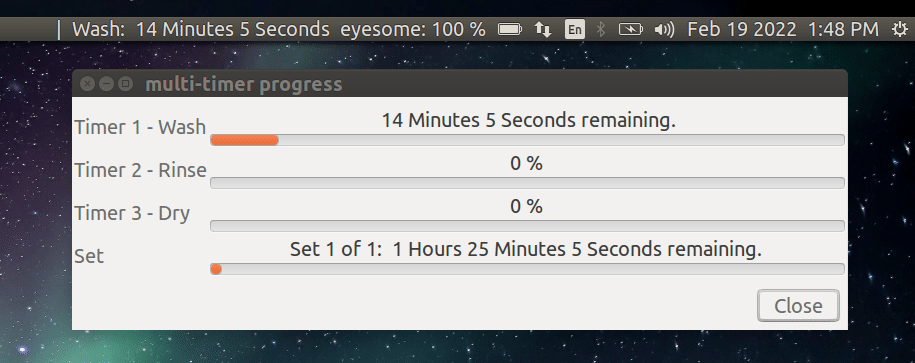 | Wash: 14 Minutes 5 Seconds eyesome: 100 % En Feb 19 2022 1:48 PM
multi-timer progress
14 Minutes 5 Seconds remaining.
Timer 1 - Wash
0 %
Timer 2 - Rinse
0 %
Timer 3 - Dry
Set 1 of 1: 1 Hours 25 Minutes 5 Seconds remaining.
Set
Close